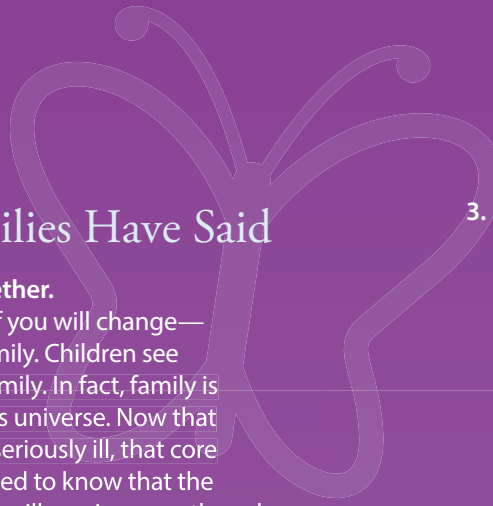 ilies Have Said
3.
ether.
f you will change—
mily. Children see
mily. In fact, family is
s universe. Now that
seriously ill, that core
ed to know that the